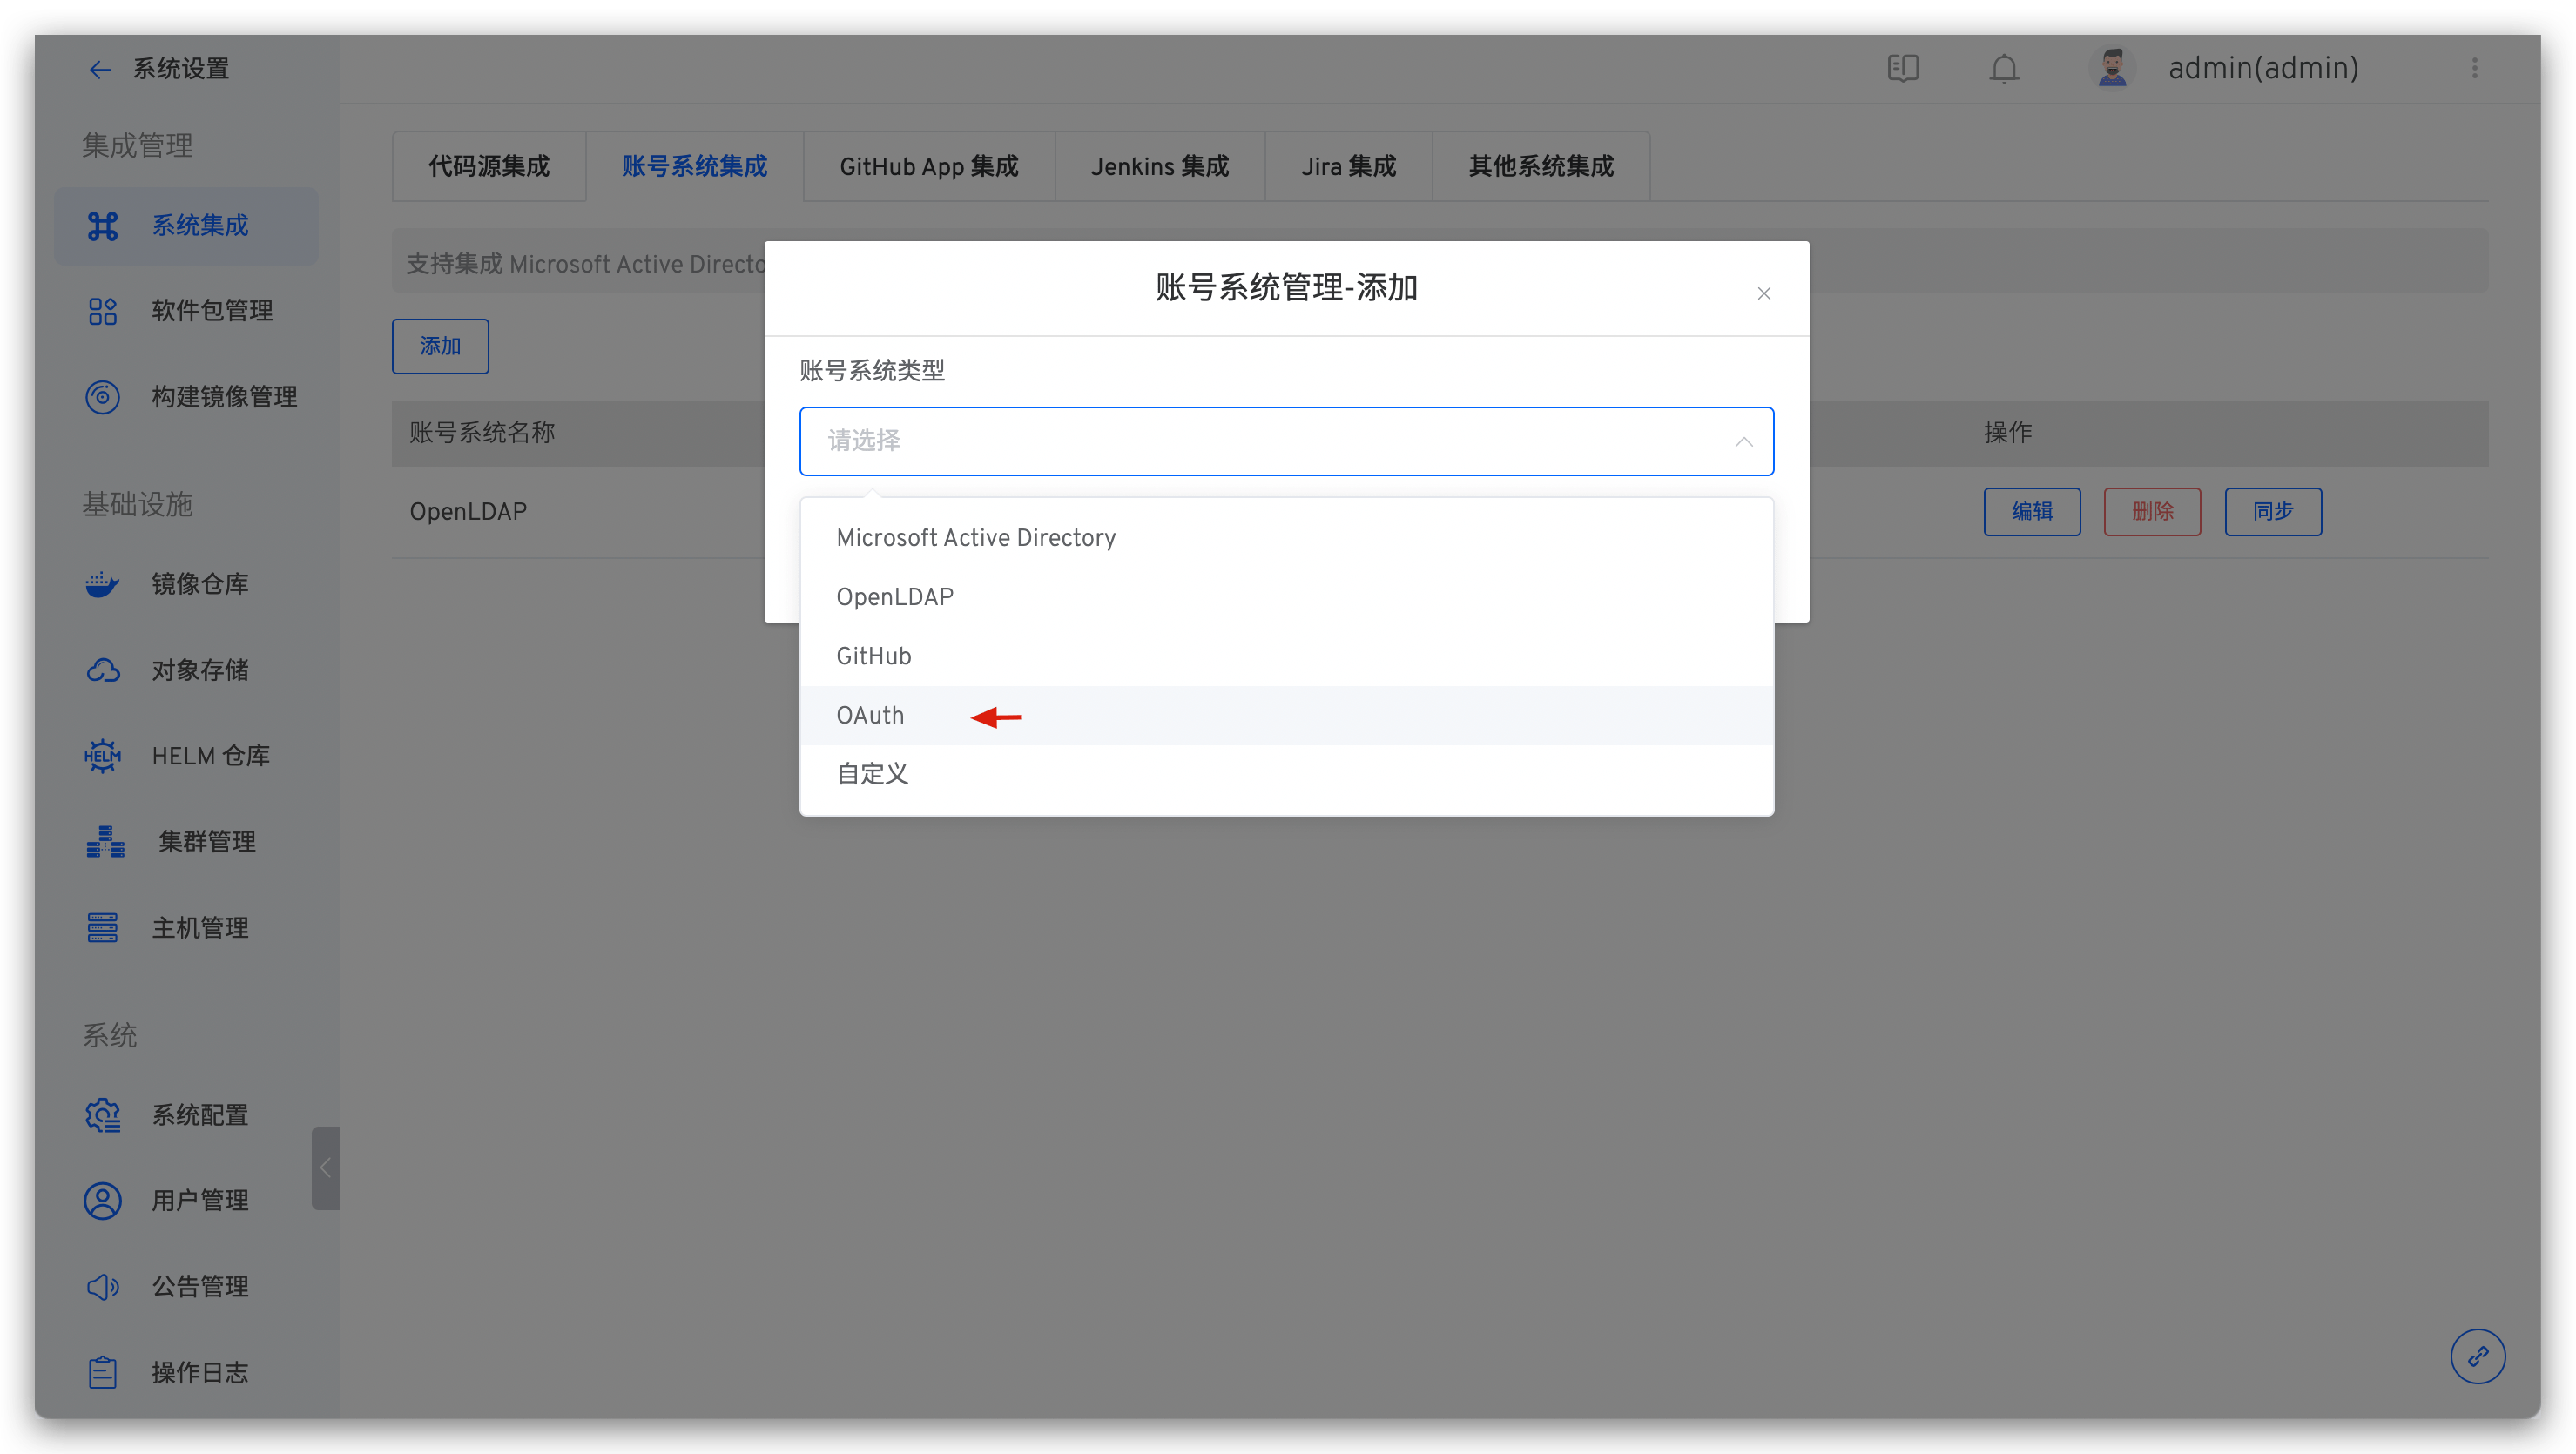 系统设置
admin(admin)
集成管理
系统集成
软件包管理
构建镜像管理
基础设施
镜像仓库
对象存储
HELM
HELM 仓库
集群管理
主机管理
系统
系统配置
用户管理
公告管理
操作日志
代码源集成
账号系统集成
GitHub App 集成
Jenkins 集成
Jira 集成
其他系统集成
支持集成 Microsoft Active Directo
添加
账号系统名称
操作
OpenLDAP
编辑
删除
同步
账号系统管理-添加
账号系统类型
请选择
Microsoft Active Directory
OpenLDAP
GitHub
OAuth
自定义